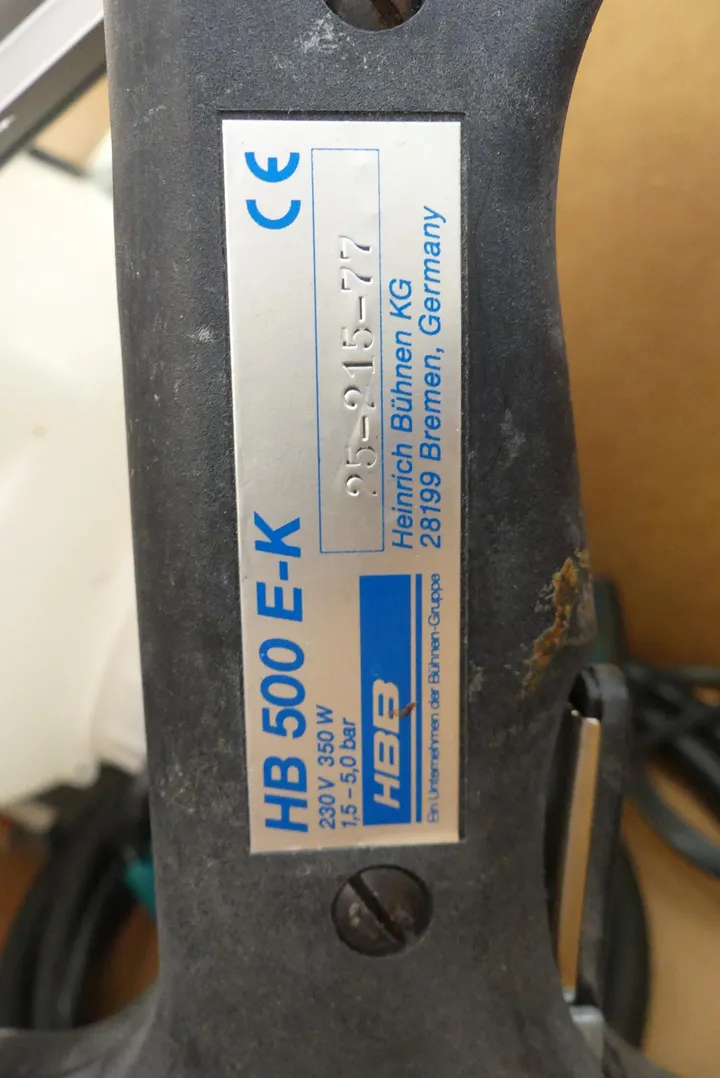 HB 500 E-K
230 V 350 W
1,5 – 5,0 bar
CE
25-215-77
Heinrich Bühnen KG
28199 Bremen, Germany
HBB
Ein Unternehmen der Bühnen-Gruppe